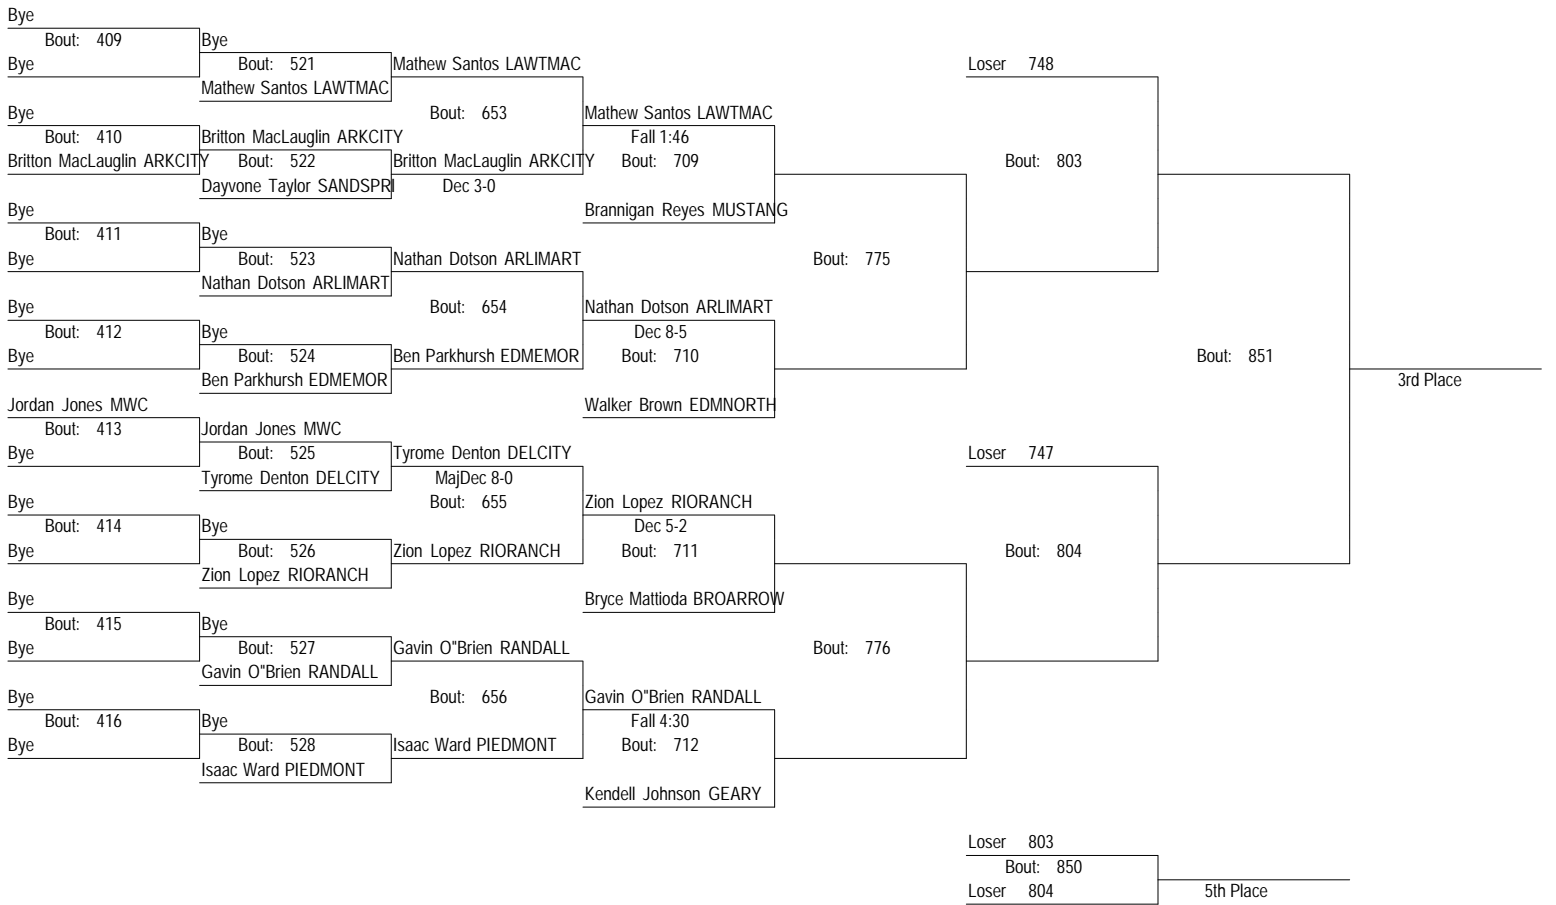 Bye
Bout: 409 Bye
Bye Bout: 521 Mathew Santos LAWTMAC Loser 748
Mathew Santos LAWTMAC
Bye Bout: 653 Mathew Santos LAWTMAC
Bout: 410 Britton MacLauglin ARKCITY Fall 1:46
Britton MacLauglin ARKCITY Bout: 522 Britton MacLauglin ARKCITY Bout: 709 Bout: 803
Dayvone Taylor SANDSPRI Dec 3-0
Bye Brannigan Reyes MUSTANG
Bout: 411 Bye
Bye Bout: 523 Nathan Dotson ARLIMART Bout: 775
Nathan Dotson ARLIMART
Bye Bout: 654 Nathan Dotson ARLIMART
Bout: 412 Bye Dec 8-5
Bye Bout: 524 Ben Parkhursh EDMEMOR Bout: 710 Bout: 851
Ben Parkhursh EDMEMOR 3rd Place
Jordan Jones MWC Walker Brown EDMNORTH
Bout: 413 Jordan Jones MWC
Bye Bout: 525 Tyrome Denton DELCITY Loser 747
Tyrome Denton DELCITY MajDec 8-0
Bye Bout: 655 Zion Lopez RIORANCH
Bout: 414 Bye Dec 5-2
Bye Bout: 526 Zion Lopez RIORANCH Bout: 711 Bout: 804
Zion Lopez RIORANCH
Bye Bryce Mattioda BROARROW
Bout: 415 Bye
Bye Bout: 527 Gavin O"Brien RANDALL Bout: 776
Gavin O"Brien RANDALL
Bye Bout: 656 Gavin O"Brien RANDALL
Bout: 416 Bye Fall 4:30
Bye Bout: 528 Isaac Ward PIEDMONT Bout: 712
Isaac Ward PIEDMONT
Kendell Johnson GEARY
Loser 803
Bout: 850
Loser 804 5th Place